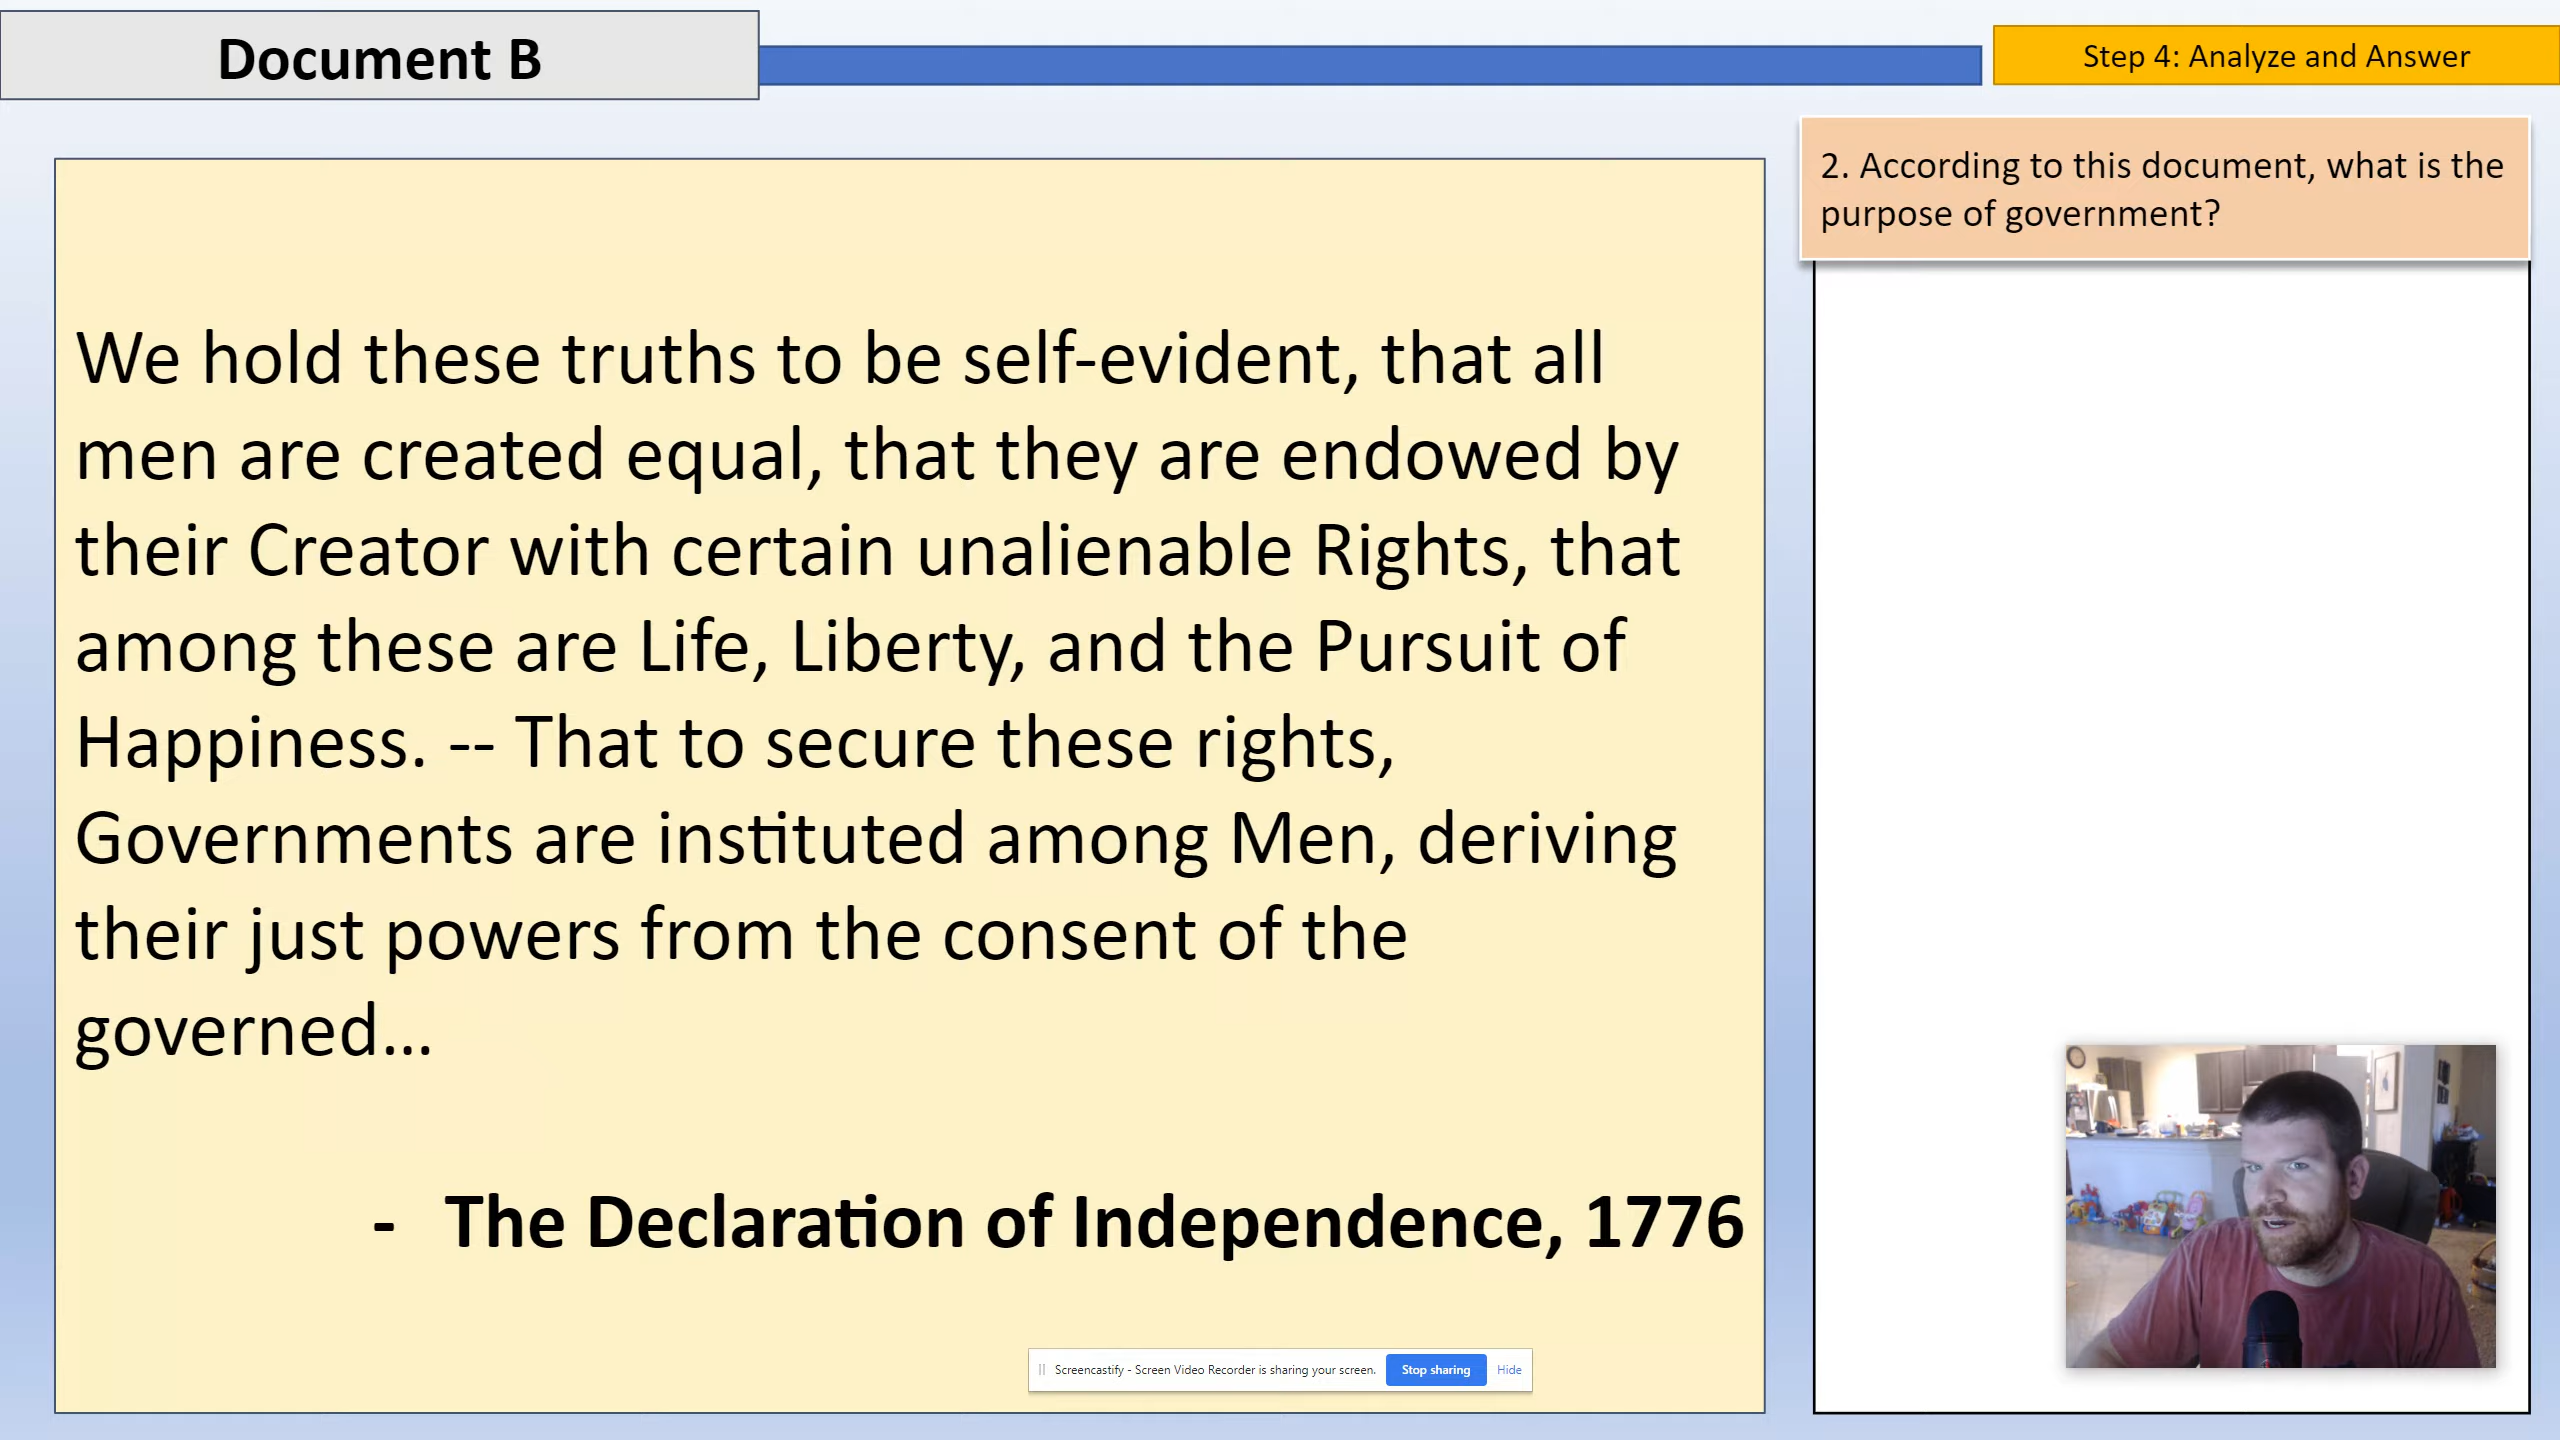 Document B
Step 4: Analyze and Answer
2. According to this document, what is the
purpose of government?
We hold these truths to be self-evident, that all
men are created equal, that they are endowed by
their Creator with certain unalienable Rights, that
among these are Life, Liberty, and the Pursuit of
Happiness. -- That to secure these rights,
Governments are instituted among Men, deriving
their just powers from the consent of the
governed...
- The Declaration of Independence, 1776
Screencastify - Screen Video Recorder is sharing your screen.
Stop sharing
Hide